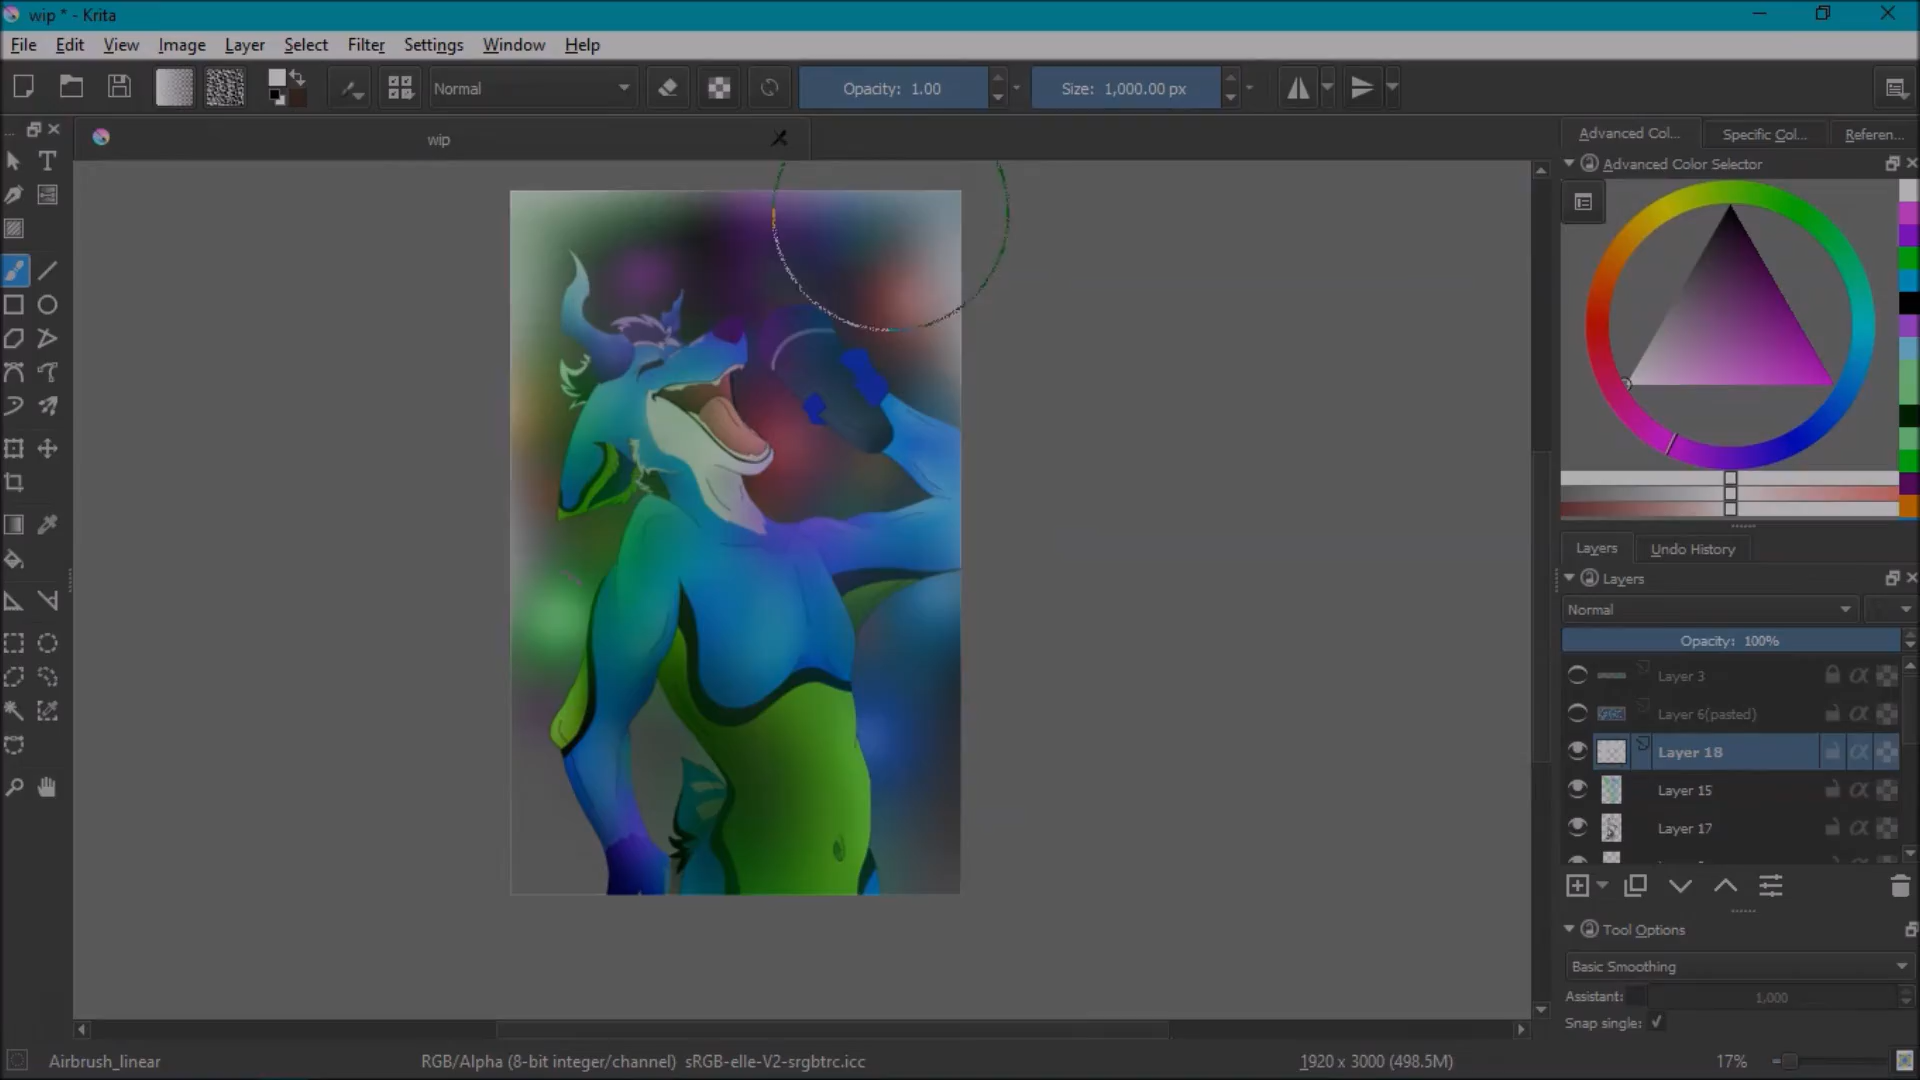 wip * - Krita
File Edit View Image Layer Select Filter Settings Window Help
Normal
Opacity: 1.00
Size: 1,000.00 px
wip
Advanced Col... Specific Col... Referen...
Advanced Color Selector
Layers Undo History
Layers
Normal
Opacity: 100%
Layer 3
Layer 6(pasted)
Layer 18
Layer 15
Layer 17
Tool Options
Basic Smoothing
Assistant: 1,000
Snap single:
Airbrush_linear
RGB/Alpha (8-bit integer/channel) sRGB-elle-V2-srgbtrc.icc
1920 x 3000 (498.5M)
17%